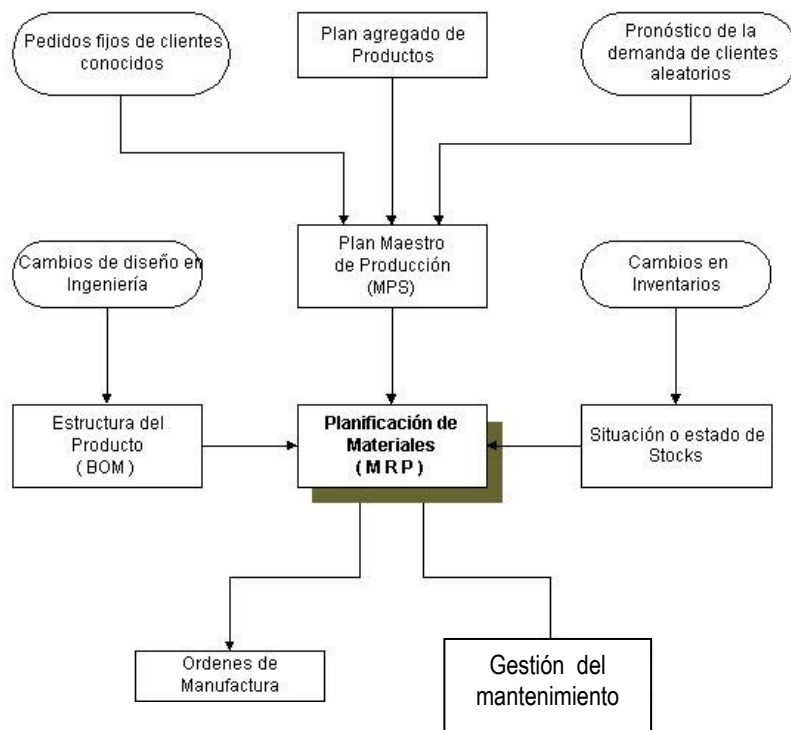 Pedidos fijos de clientes
conocidos
Plan agregado de
Productos
Pronóstico de la
demanda de clientes
aleatorios
Cambios de diseño en
Ingeniería
Plan Maestro
de Producción
(MPS)
Cambios en
Inventarios
Estructura del
Producto
( BOM )
Planificación de
Materiales
( M R P )
Situación o estado de
Stocks
Ordenes de
Manufactura
Gestión del
mantenimiento